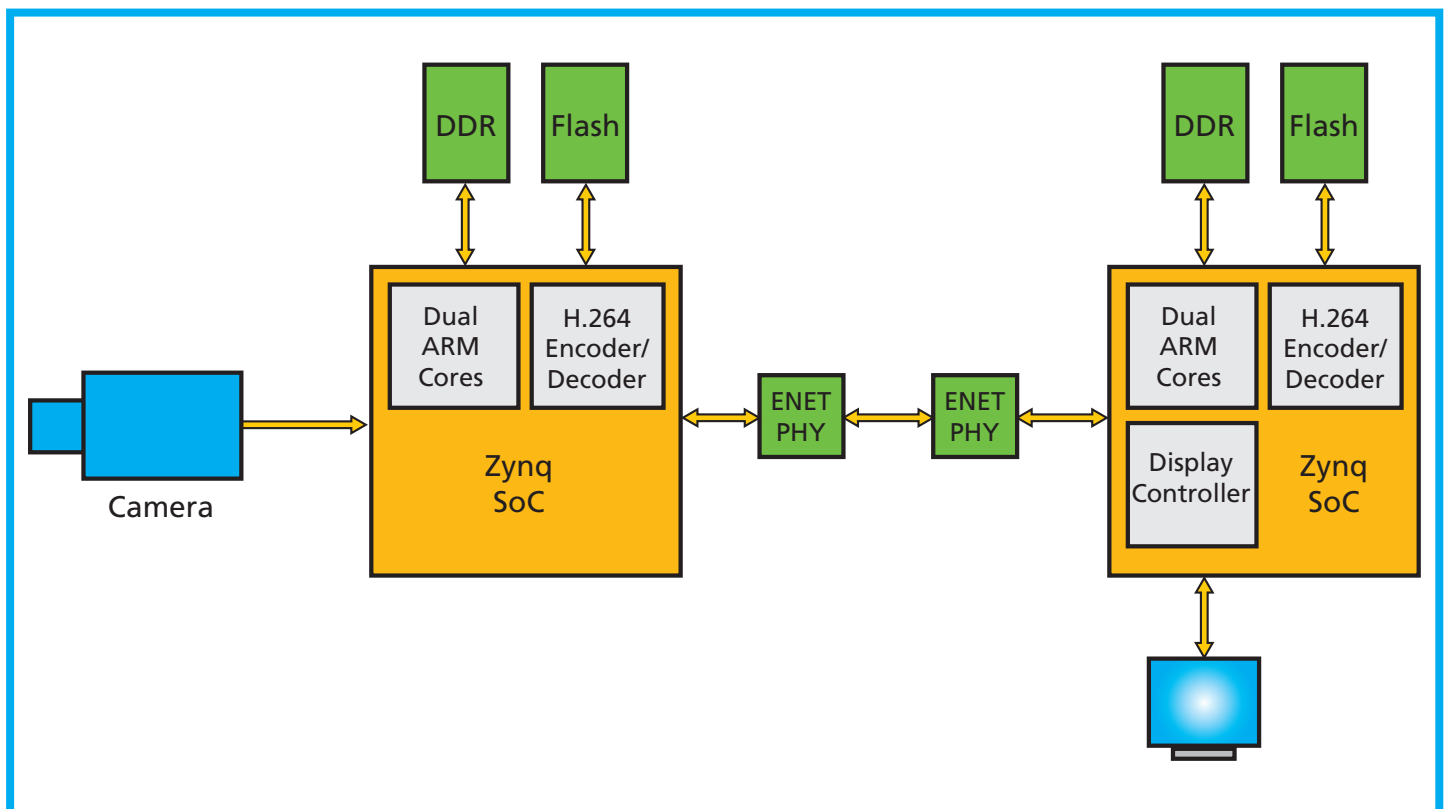 DDR
Flash
DDR
Flash
Dual
ARM
Cores
H.264
Encoder/
Decoder
Dual
ARM
Cores
H.264
Encoder/
Decoder
ENET
PHY
ENET
PHY
Zynq
SoC
Display
Controller
Zynq
SoC
Camera